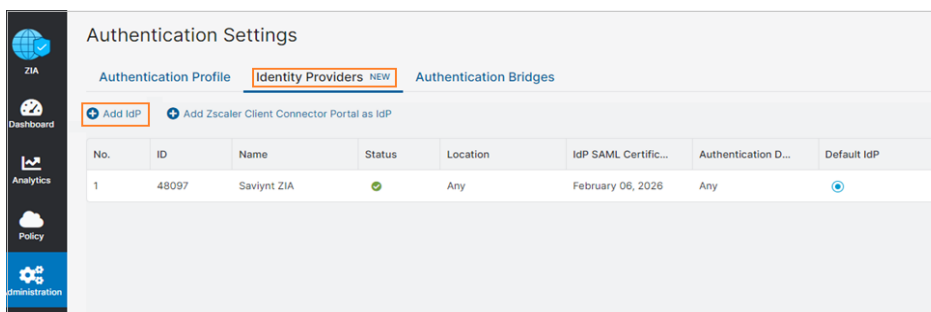 Authentication Settings
ZIA
Authentication Profile Identity Providers NEW Authentication Bridges
Dashboard
Add IdP Add Zscaler Client Connector Portal as IdP
Analytics
No. ID Name Status Location IdP SAML Certific... Authentication D... Default IdP
1 48097 Saviynt ZIA Any February 06, 2026 Any
Policy
dministration